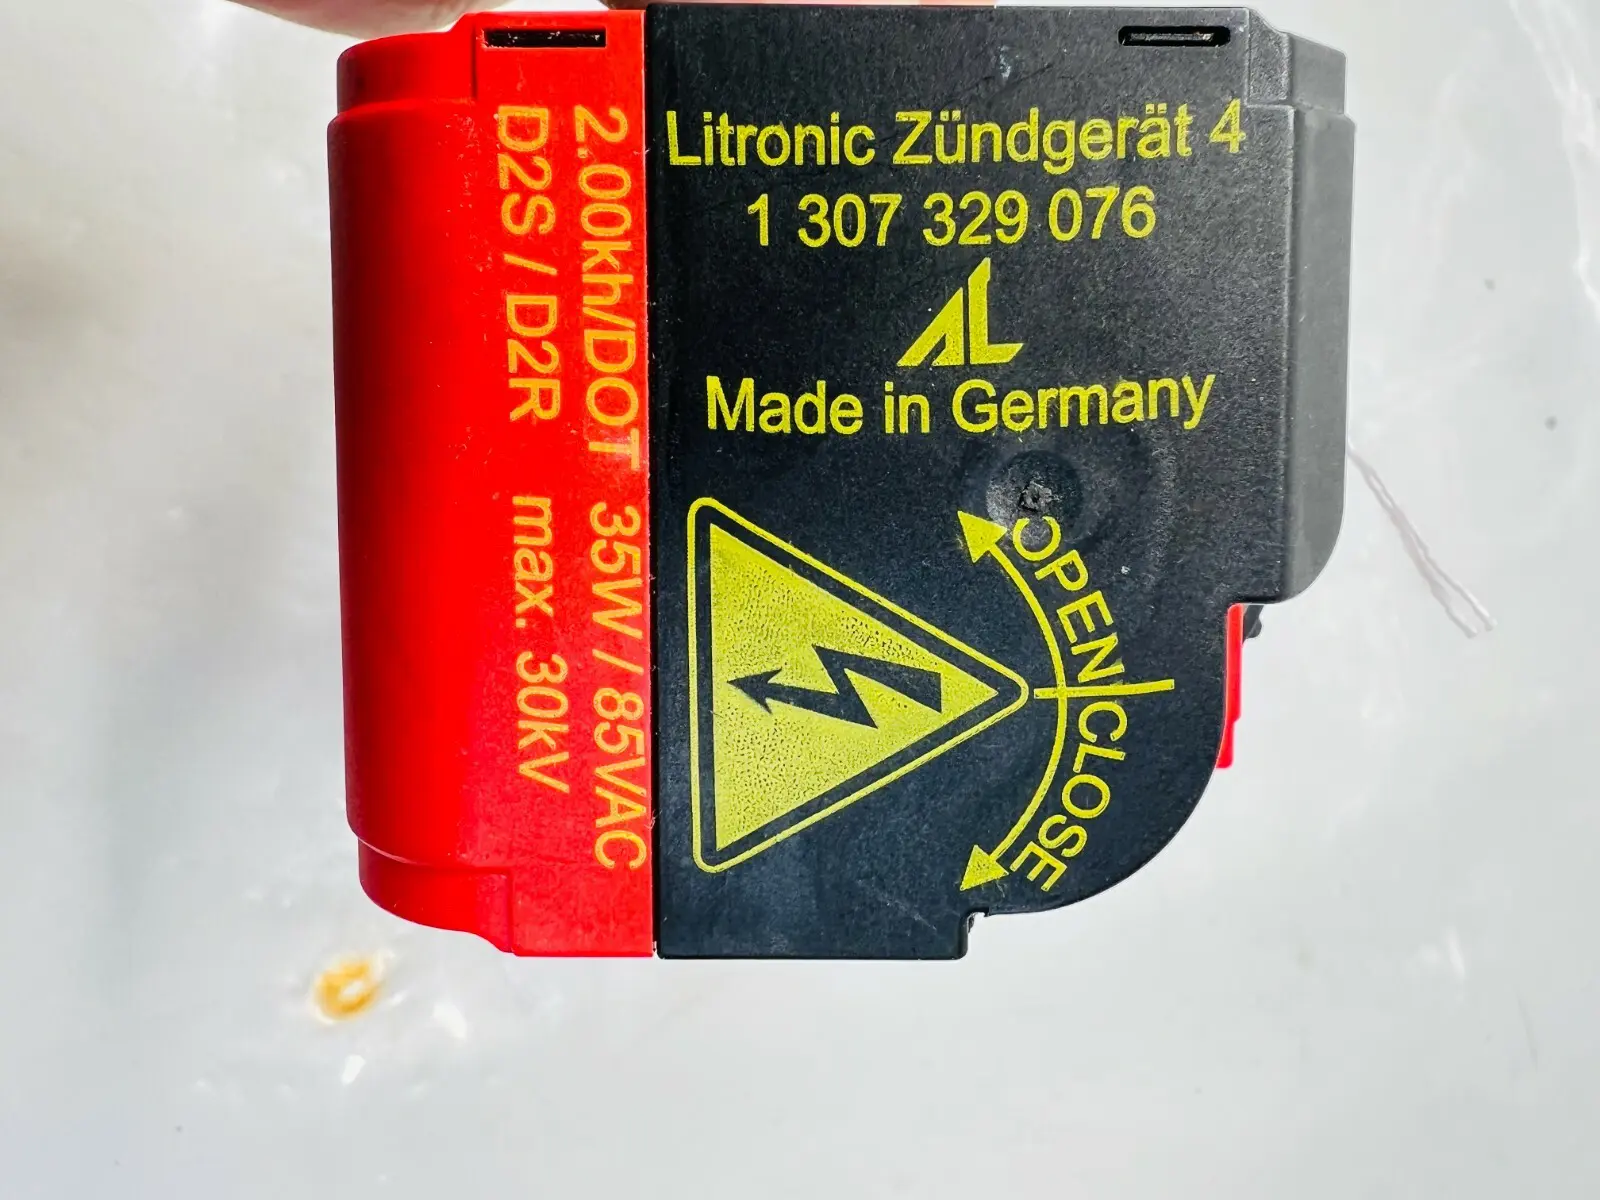 Litronic Zündgerät 4
1 307 329 076
AL
Made in Germany
OPEN/CLOSE
2.00kh/DOT 35W / 85VAC
D2S / D2R max. 30kV